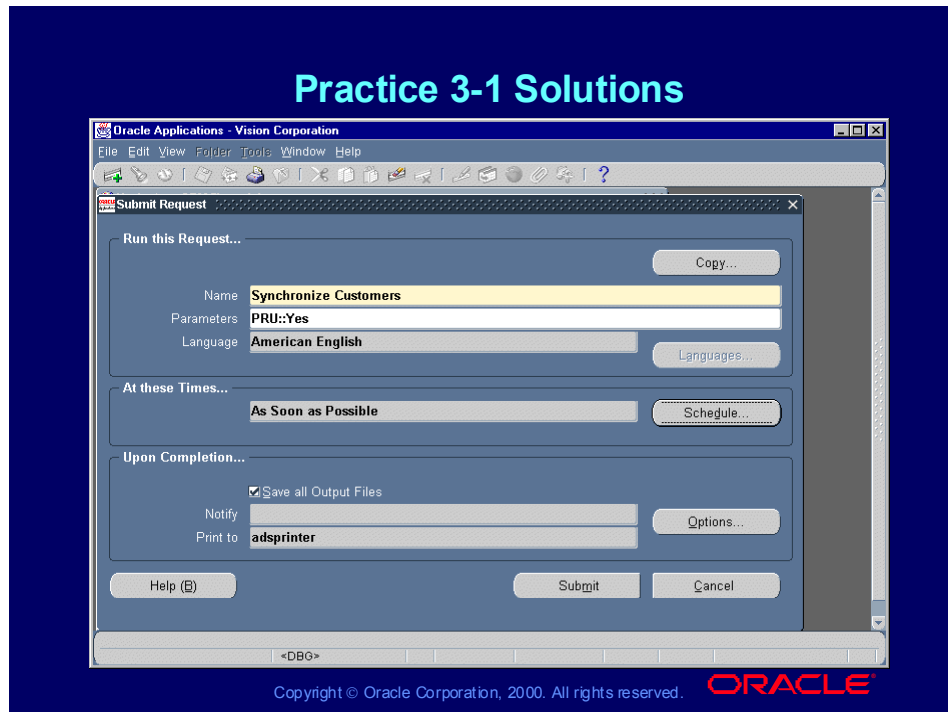 Practice 3-1 Solutions
Oracle Applications - Vision Corporation
File Edit View Folder Tools Window Help
Submit Request
Run this Request...
Copy...
Name Synchronize Customers
Parameters PRU::Yes
Language American English
Languages...
At these Times...
As Soon as Possible Schedule...
Upon Completion...
Save all Output Files
Notify
Options...
Print to adsprinter
Help (B) Submit Cancel
<DBG>
Copyright © Oracle Corporation, 2000. All rights reserved. ORACLE®